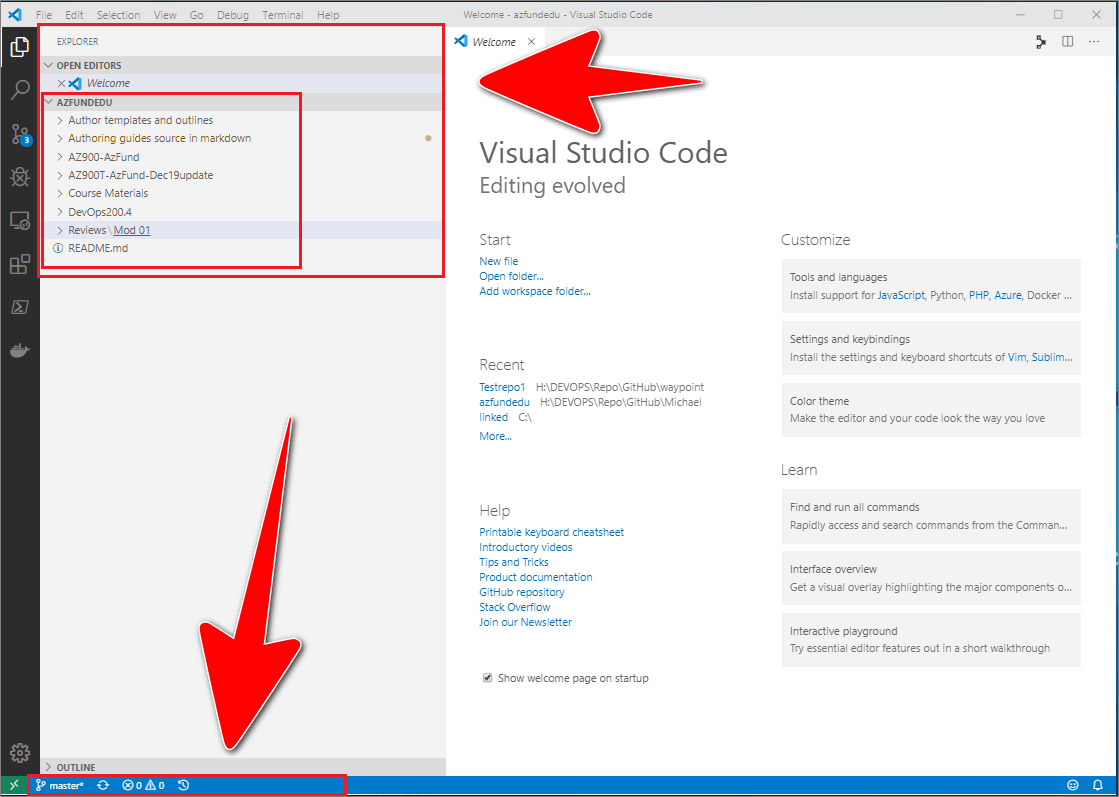 File Edit Selection View Go Debug Terminal Help
Welcome - azfundedu - Visual Studio Code
EXPLORER
OPEN EDITORS
Welcome
AZFUNDEDU
Author templates and outlines
Authoring guides source in markdown
AZ900-AzFund
AZ900T-AzFund-Dec19update
Course Materials
DevOps200.4
Reviews \ Mod 01
README.md
OUTLINE
3
Welcome
Visual Studio Code
Editing evolved
Start
New file
Open folder...
Add workspace folder...
Recent
Testrepo1 H:\DEVOPS\Repo\GitHub\waypoint
azfundedu H:\DEVOPS\Repo\GitHub\Michael
linked C:\
More...
Help
Printable keyboard cheatsheet
Introductory videos
Tips and Tricks
Product documentation
GitHub repository
Stack Overflow
Join our Newsletter
Show welcome page on startup
Customize
Tools and languages
Install support for JavaScript, Python, PHP, Azure, Docker ...
Settings and keybindings
Install the settings and keyboard shortcuts of Vim, Sublim...
Color theme
Make the editor and your code look the way you love
Learn
Find and run all commands
Rapidly access and search commands from the Comman...
Interface overview
Get a visual overlay highlighting the major components o...
Interactive playground
Try essential editor features out in a short walkthrough
master* 0 0